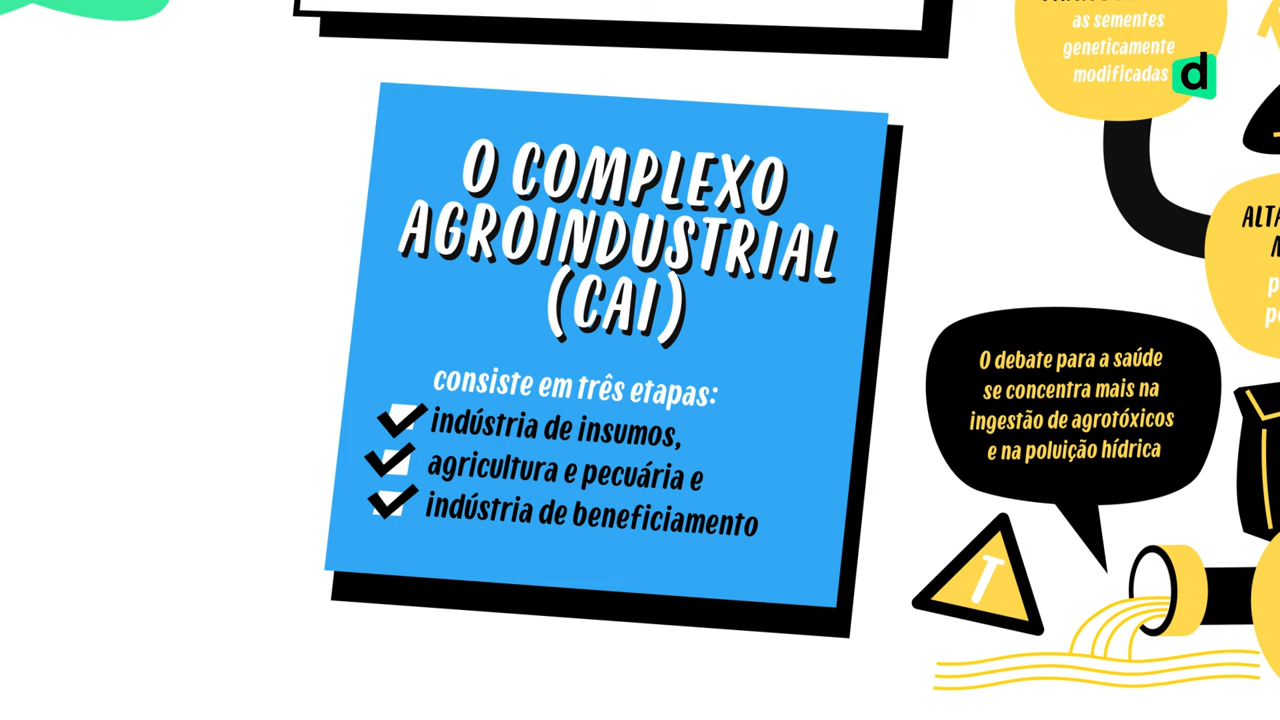 O COMPLEXO
AGROINDUSTRIAL
(CAI)
consiste em três etapas:
indústria de insumos,
agricultura e pecuária e
indústria de beneficiamento
as sementes
geneticamente
modificadas
d
O debate para a saúde
se concentra mais na
ingestão de agrotóxicos
e na poluição hídrica
T